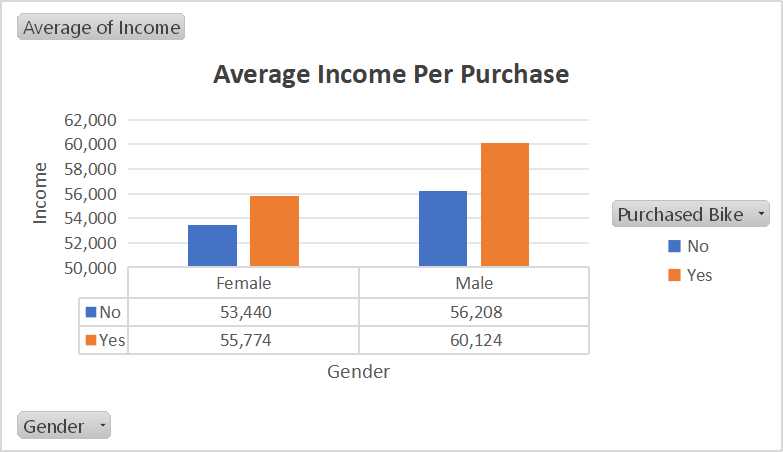 Average of Income
Average Income Per Purchase
62,000
60,000
58,000
56,000
54,000
52,000
50,000
Income
Female Male
No 53,440 56,208
Yes 55,774 60,124
Gender
Purchased Bike
No
Yes
Gender